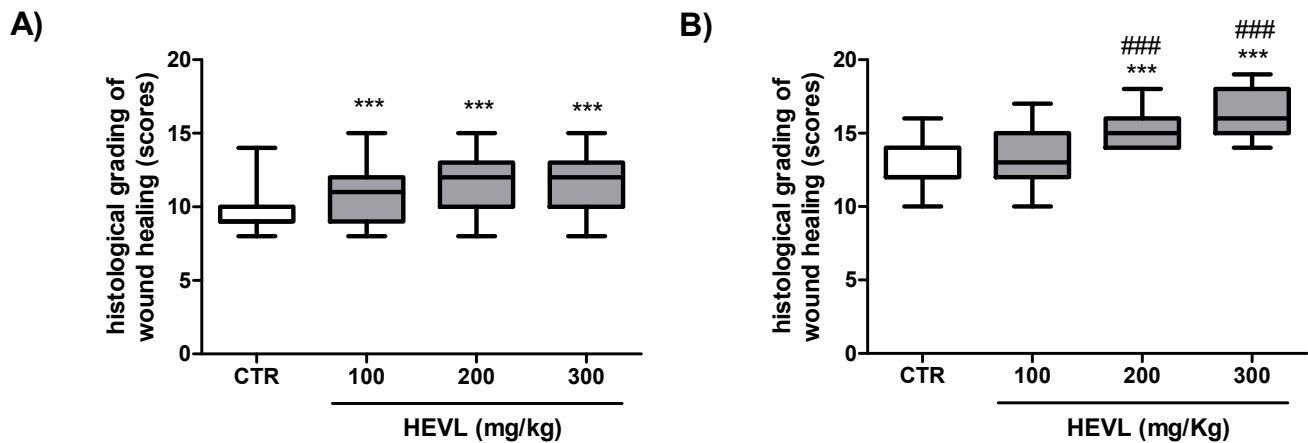 A)
histological grading of
wound healing (scores)
20
15
10
5
0
***
***
***
CTR
100
200
300
HEVL (mg/kg)
B)
histological grading of
wound healing (scores)
20
15
10
5
0
###
***
###
***
CTR
100
200
300
HEVL (mg/Kg)